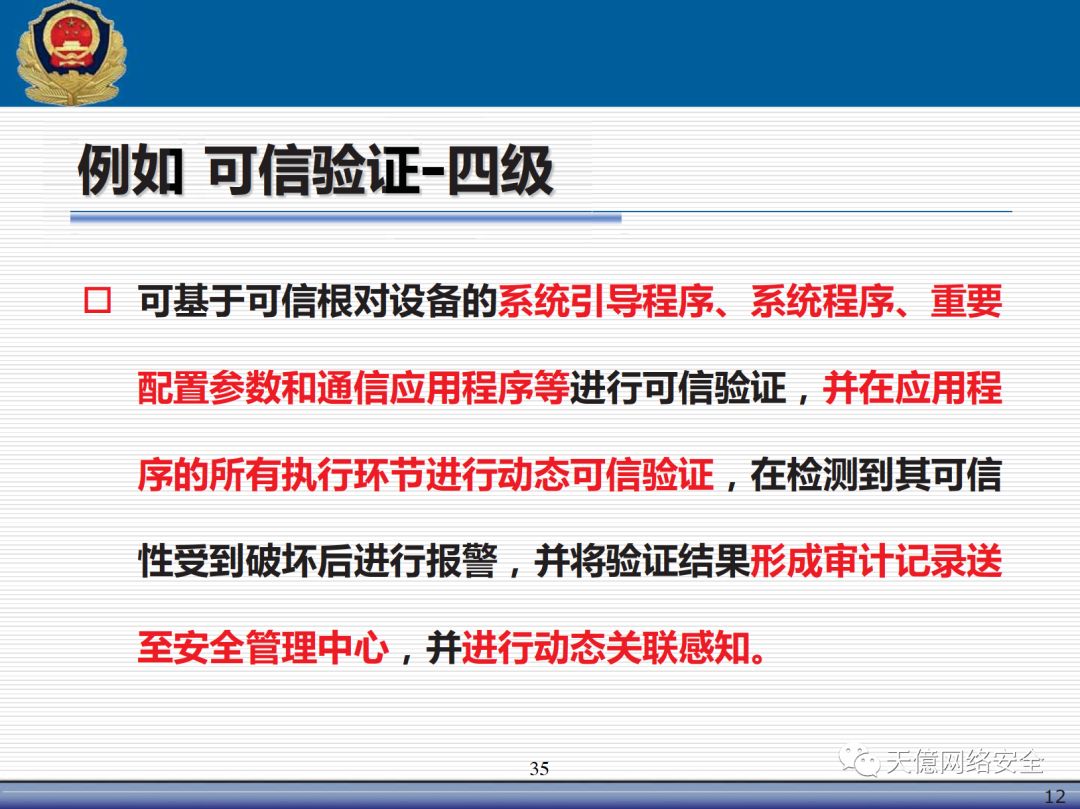 例如 可信验证-四级
可基于可信根对设备的系统引导程序、系统程序、重要
配置参数和通信应用程序等进行可信验证，并在应用程
序的所有执行环节进行动态可信验证，在检测到其可信
性受到破坏后进行报警，并将验证结果形成审计记录送
至安全管理中心，并进行动态关联感知。
35
天億网络安全
12